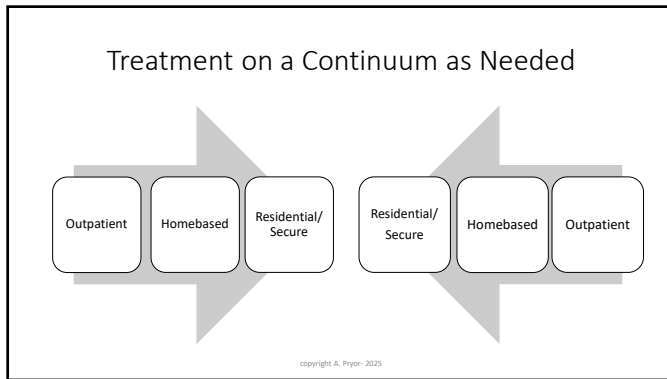 Treatment on a Continuum as Needed
Outpatient
Homebased
Residential/
Secure
Residential/
Secure
Homebased
Outpatient
copyright A. Pryor- 2025